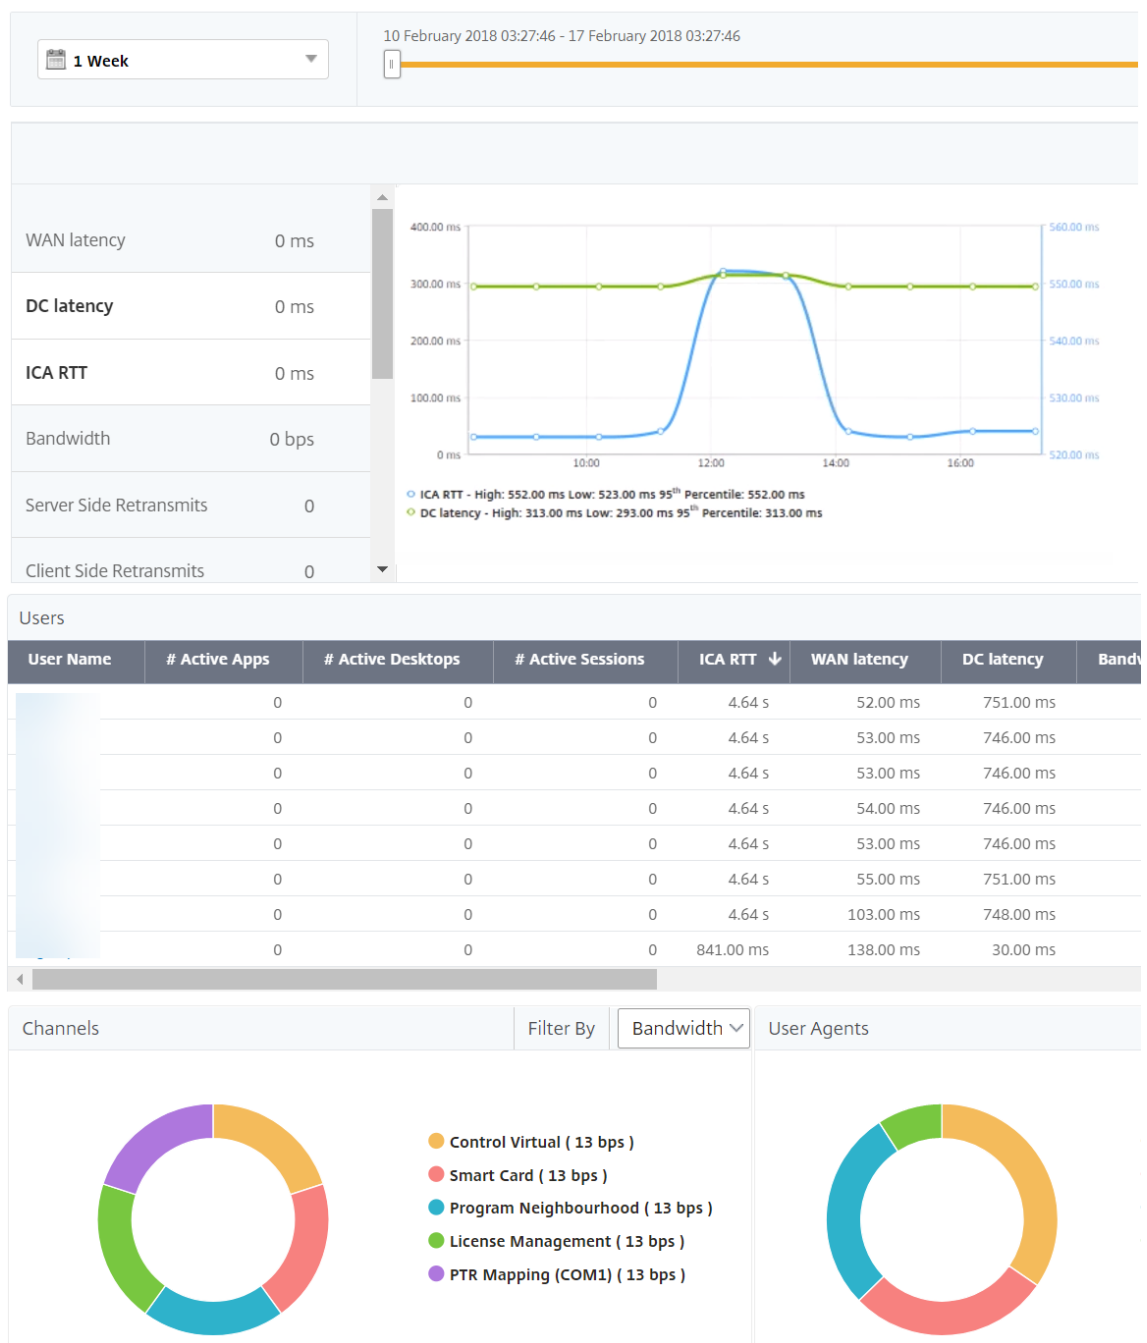 10 February 2018 03:27:46 - 17 February 2018 03:27:46
1 Week
WAN latency 0 ms
DC latency 0 ms
ICA RTT 0 ms
Bandwidth 0 bps
Server Side Retransmits 0
Client Side Retransmits 0
400.00 ms 560.00 ms
300.00 ms 550.00 ms
200.00 ms 540.00 ms
100.00 ms 530.00 ms
0 ms 520.00 ms
10:00 12:00 14:00 16:00
ICA RTT - High: 552.00 ms Low: 523.00 ms 95th Percentile: 552.00 ms
DC latency - High: 313.00 ms Low: 293.00 ms 95th Percentile: 313.00 ms
Users
User Name # Active Apps # Active Desktops # Active Sessions ICA RTT WAN latency DC latency Bandw
0 0 0 4.64 s 52.00 ms 751.00 ms
0 0 0 4.64 s 53.00 ms 746.00 ms
0 0 0 4.64 s 53.00 ms 746.00 ms
0 0 0 4.64 s 54.00 ms 746.00 ms
0 0 0 4.64 s 53.00 ms 746.00 ms
0 0 0 4.64 s 55.00 ms 751.00 ms
0 0 0 4.64 s 103.00 ms 748.00 ms
0 0 0 841.00 ms 138.00 ms 30.00 ms
Channels Filter By Bandwidth User Agents
Control Virtual ( 13 bps )
Smart Card ( 13 bps )
Program Neighbourhood ( 13 bps )
License Management ( 13 bps )
PTR Mapping (COM1) ( 13 bps )